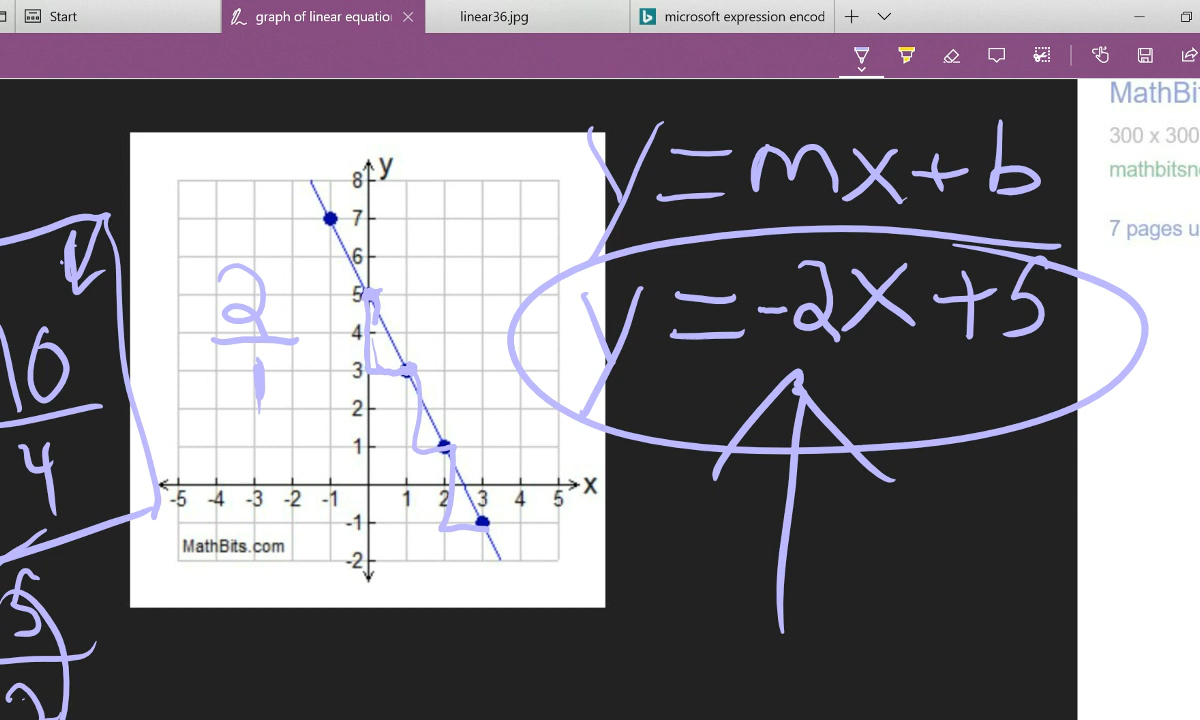 Start
graph of linear equatio
linear36.jpg
microsoft expression encod
MathBi
300 x 300
mathbitsn
7 pages u
y = mx + b
y = -2x + 5
y
8
7
6
5
4
3
2
1
-5 -4 -3 -2 -1 1 2 3 4 5 x
-1
-2
MathBits.com
2
1
10
4
5
2